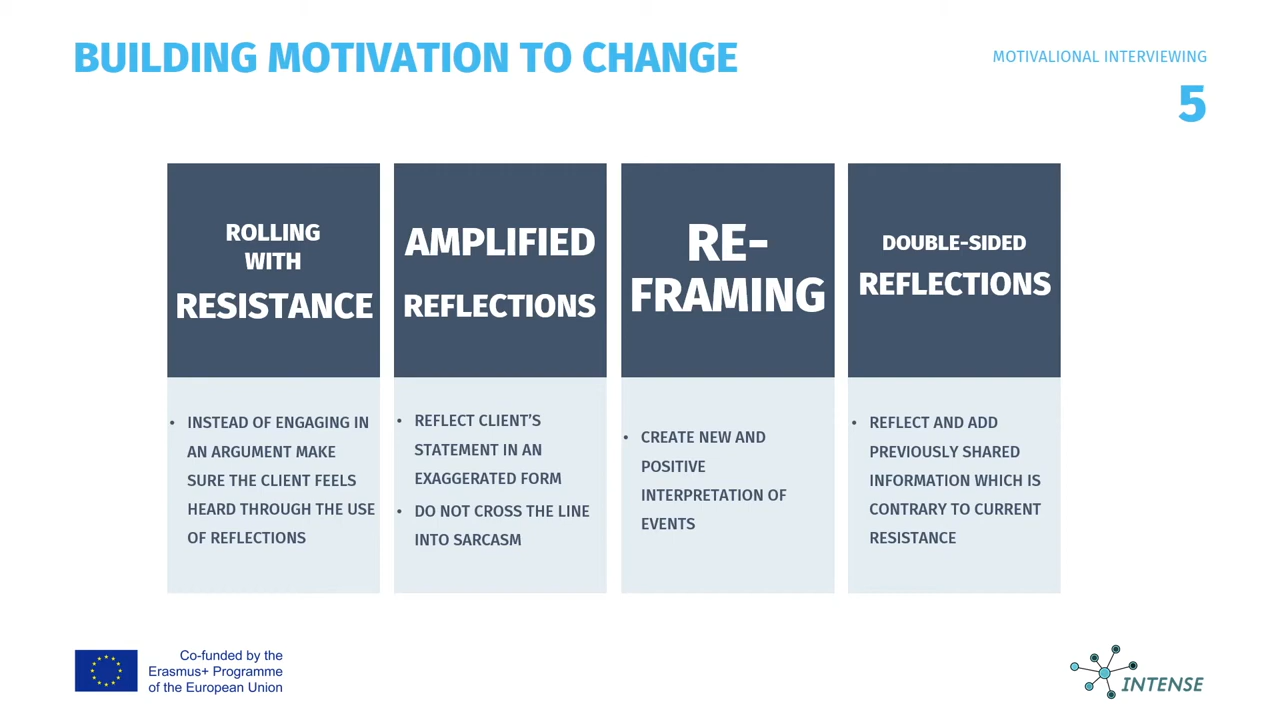 BUILDING MOTIVATION TO CHANGE
MOTIVALIONAL INTERVIEWING
5
ROLLING
WITH
RESISTANCE
• INSTEAD OF ENGAGING IN
AN ARGUMENT MAKE
SURE THE CLIENT FEELS
HEARD THROUGH THE USE
OF REFLECTIONS
AMPLIFIED
REFLECTIONS
• REFLECT CLIENT’S
STATEMENT IN AN
EXAGGERATED FORM
• DO NOT CROSS THE LINE
INTO SARCASM
RE-
FRAMING
• CREATE NEW AND
POSITIVE
INTERPRETATION OF
EVENTS
DOUBLE-SIDED
REFLECTIONS
• REFLECT AND ADD
PREVIOUSLY SHARED
INFORMATION WHICH IS
CONTRARY TO CURRENT
RESISTANCE
Co-funded by the
Erasmus+ Programme
of the European Union
INTENSE